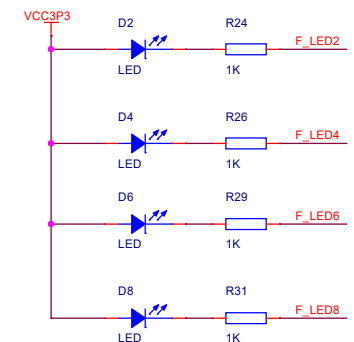 VCC3P3
D2
R24
F_LED2
LED
1K
D4
R26
F_LED4
LED
1K
D6
R29
F_LED6
LED
1K
D8
R31
F_LED8
LED
1K